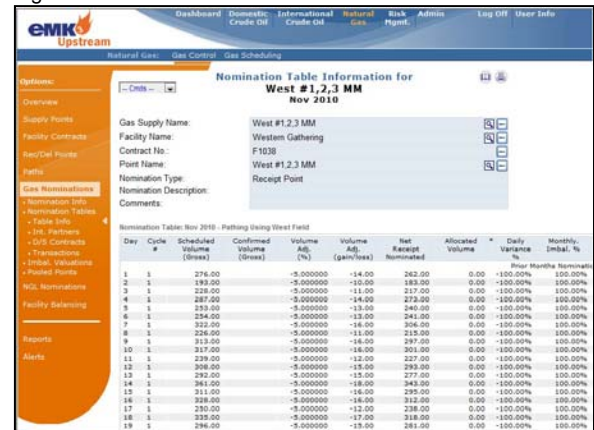 eMK
Upstream
Dashboard Domestic Crude Oil International Crude Oil Natural Gas Risk Mgmt. Admin Log Off User Info
Natural Gas: Gas Control Gas Scheduling
Options:
Overview
Supply Points
Facility Contracts
Rec/Del Points
Paths
Gas Nominations
Nomination Info
Nomination Tables
Table Info
Int. Partners
G/S Contracts
Transactions
Imbal. Valuations
Pooled Points
NGL Nominations
Facility Balancing
Reports
Alerts
-- Cmds --
Nomination Table Information for
West #1,2,3 MM
Nov 2010
Gas Supply Name: West #1,2,3 MM
Facility Name: Western Gathering
Contract No.: F1038
Point Name: West #1,2,3 MM
Nomination Type: Receipt Point
Nomination Description:
Comments:
Nomination Table: Nov 2010 - Pathing Using West Field
Day Cycle # Scheduled Volume (Gross) Confirmed Volume (Gross) Volume Adj. (%) Volume Adj. (gain/loss) Net Receipt Nominated Allocated Volume * Daily Variance % Monthly. Imbal. %
Prior Months Nominatio
1 1 276.00 -5.000000 -14.00 262.00 0.00 -100.00% 100.00%
2 1 193.00 -5.000000 -10.00 183.00 0.00 -100.00% 100.00%
3 1 228.00 -5.000000 -11.00 217.00 0.00 -100.00% 100.00%
4 1 287.00 -5.000000 -14.00 273.00 0.00 -100.00% 100.00%
5 1 253.00 -5.000000 -13.00 240.00 0.00 -100.00% 100.00%
6 1 254.00 -5.000000 -13.00 241.00 0.00 -100.00% 100.00%
7 1 322.00 -5.000000 -16.00 306.00 0.00 -100.00% 100.00%
8 1 226.00 -5.000000 -11.00 215.00 0.00 -100.00% 100.00%
9 1 313.00 -5.000000 -16.00 297.00 0.00 -100.00% 100.00%
10 1 317.00 -5.000000 -16.00 301.00 0.00 -100.00% 100.00%
11 1 239.00 -5.000000 -12.00 227.00 0.00 -100.00% 100.00%
12 1 308.00 -5.000000 -15.00 293.00 0.00 -100.00% 100.00%
13 1 292.00 -5.000000 -15.00 277.00 0.00 -100.00% 100.00%
14 1 361.00 -5.000000 -18.00 343.00 0.00 -100.00% 100.00%
15 1 311.00 -5.000000 -16.00 295.00 0.00 -100.00% 100.00%
16 1 328.00 -5.000000 -16.00 312.00 0.00 -100.00% 100.00%
17 1 250.00 -5.000000 -12.00 238.00 0.00 -100.00% 100.00%
18 1 335.00 -5.000000 -17.00 318.00 0.00 -100.00% 100.00%
19 1 296.00 -5.000000 -15.00 281.00 0.00 -100.00% 100.00%